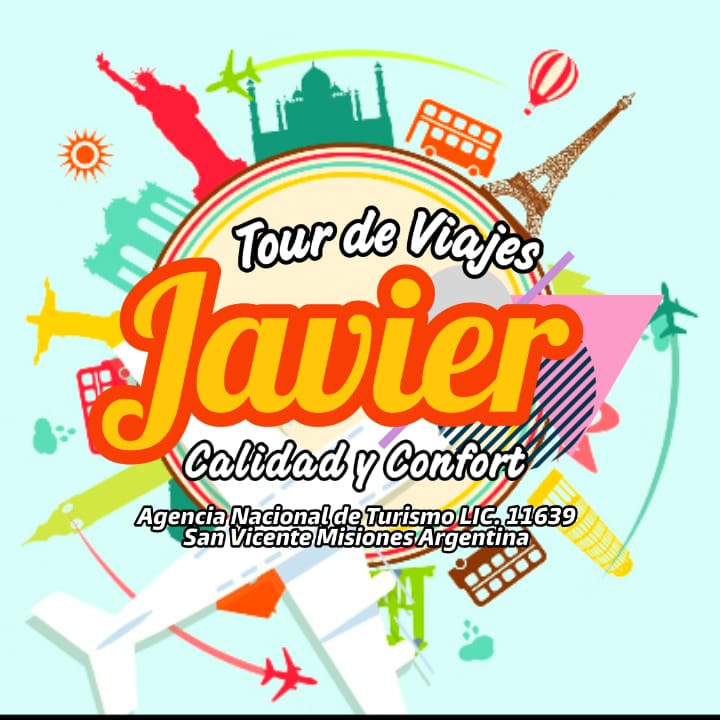 Tour de Viajes
Javier
Calidad y Confort
Agencia Nacional de Turismo LIC. 11639
San Vicente Misiones Argentina